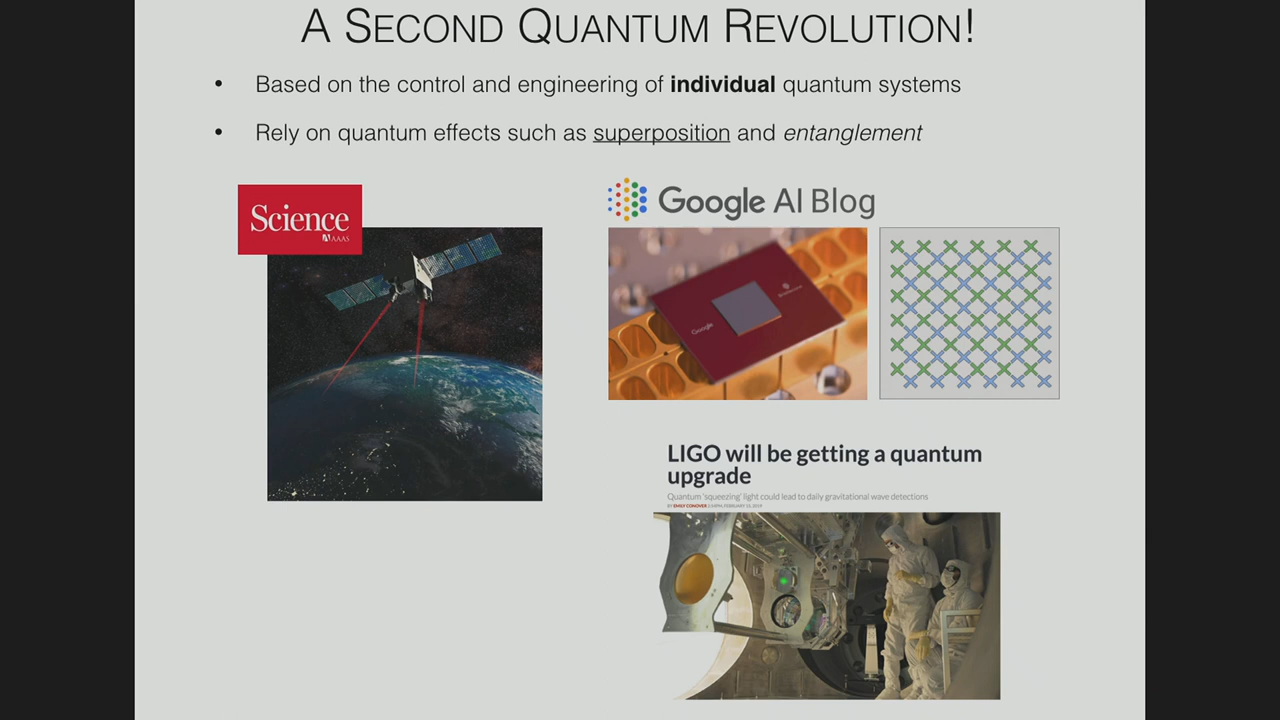 A SECOND QUANTUM REVOLUTION!
• Based on the control and engineering of individual quantum systems
• Rely on quantum effects such as superposition and entanglement
Science
AAAS
Google AI Blog
Google
LIGO will be getting a quantum
upgrade
Quantum 'squeezing' light could lead to daily gravitational wave detections
BY EMILY CONOVER